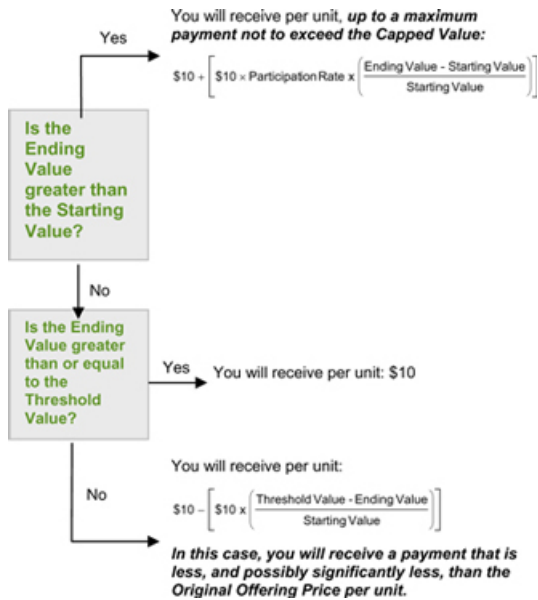 You will receive per unit, up to a maximum
payment not to exceed the Capped Value:
Yes
$10 + [ $10 × Participation Rate x ( Ending Value - Starting Value / Starting Value ) ]
Is the
Ending
Value
greater than
the Starting
Value?
No
Is the Ending
Value greater
than or equal
to the
Threshold
Value?
Yes
You will receive per unit: $10
You will receive per unit:
No
$10 – [ $10 x ( Threshold Value - Ending Value / Starting Value ) ]
In this case, you will receive a payment that is
less, and possibly significantly less, than the
Original Offering Price per unit.